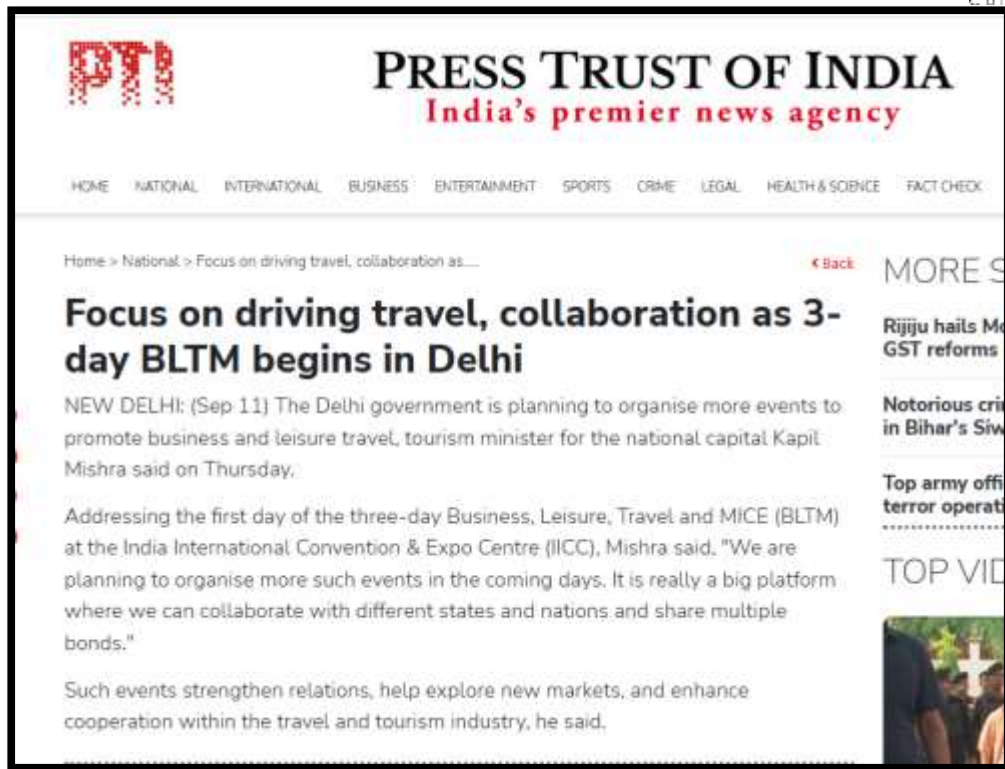 PTI
PRESS TRUST OF INDIA
India's premier news agency
HOME NATIONAL INTERNATIONAL BUSINESS ENTERTAINMENT SPORTS CRIME LEGAL HEALTH & SCIENCE FACT CHECK
Home > National > Focus on driving travel, collaboration as.....
Back
Focus on driving travel, collaboration as 3-
day BLTM begins in Delhi
NEW DELHI: (Sep 11) The Delhi government is planning to organise more events to
promote business and leisure travel, tourism minister for the national capital Kapil
Mishra said on Thursday.
Addressing the first day of the three-day Business, Leisure, Travel and MICE (BLTM)
at the India International Convention & Expo Centre (IICC), Mishra said, "We are
planning to organise more such events in the coming days. It is really a big platform
where we can collaborate with different states and nations and share multiple
bonds."
Such events strengthen relations, help explore new markets, and enhance
cooperation within the travel and tourism industry, he said.
MORE
Rijiju hails
GST reforms
Notorious
in Bihar's
Top army
terror
TOP